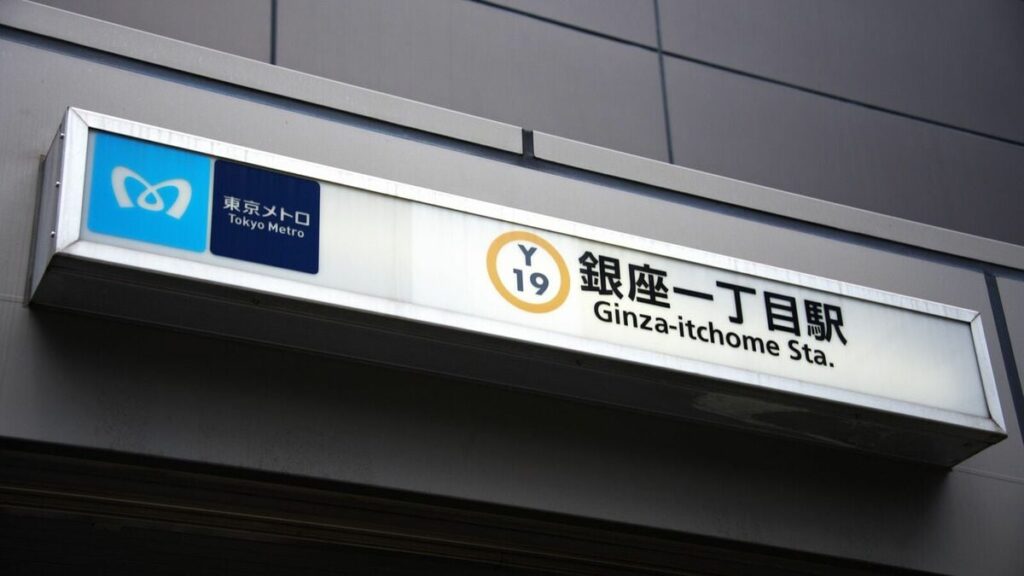 東京メトロ
Tokyo Metro
Y
19
銀座一丁目駅
Ginza-itchome Sta.